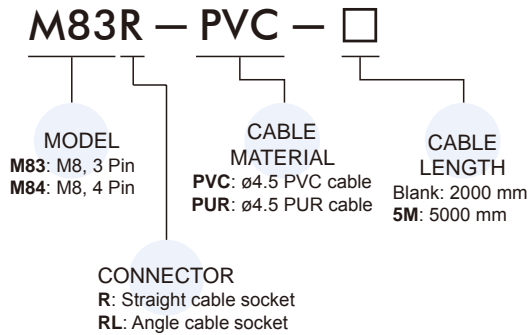 M83R — PVC — □
MODEL
M83: M8, 3 Pin
M84: M8, 4 Pin
CABLE
MATERIAL
PVC: ø4.5 PVC cable
PUR: ø4.5 PUR cable
CABLE
LENGTH
Blank: 2000 mm
5M: 5000 mm
CONNECTOR
R: Straight cable socket
RL: Angle cable socket